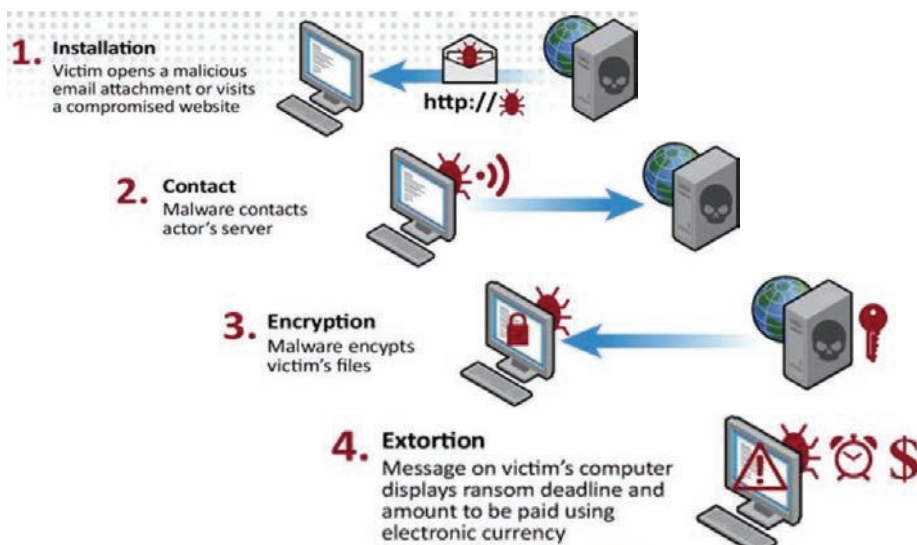 1. Installation
Victim opens a malicious
email attachment or visits
a compromised website
http://
2. Contact
Malware contacts
actor's server
3. Encryption
Malware encypts
victim's files
4. Extortion
Message on victim's computer
displays ransom deadline and
amount to be paid using
electronic currency
$